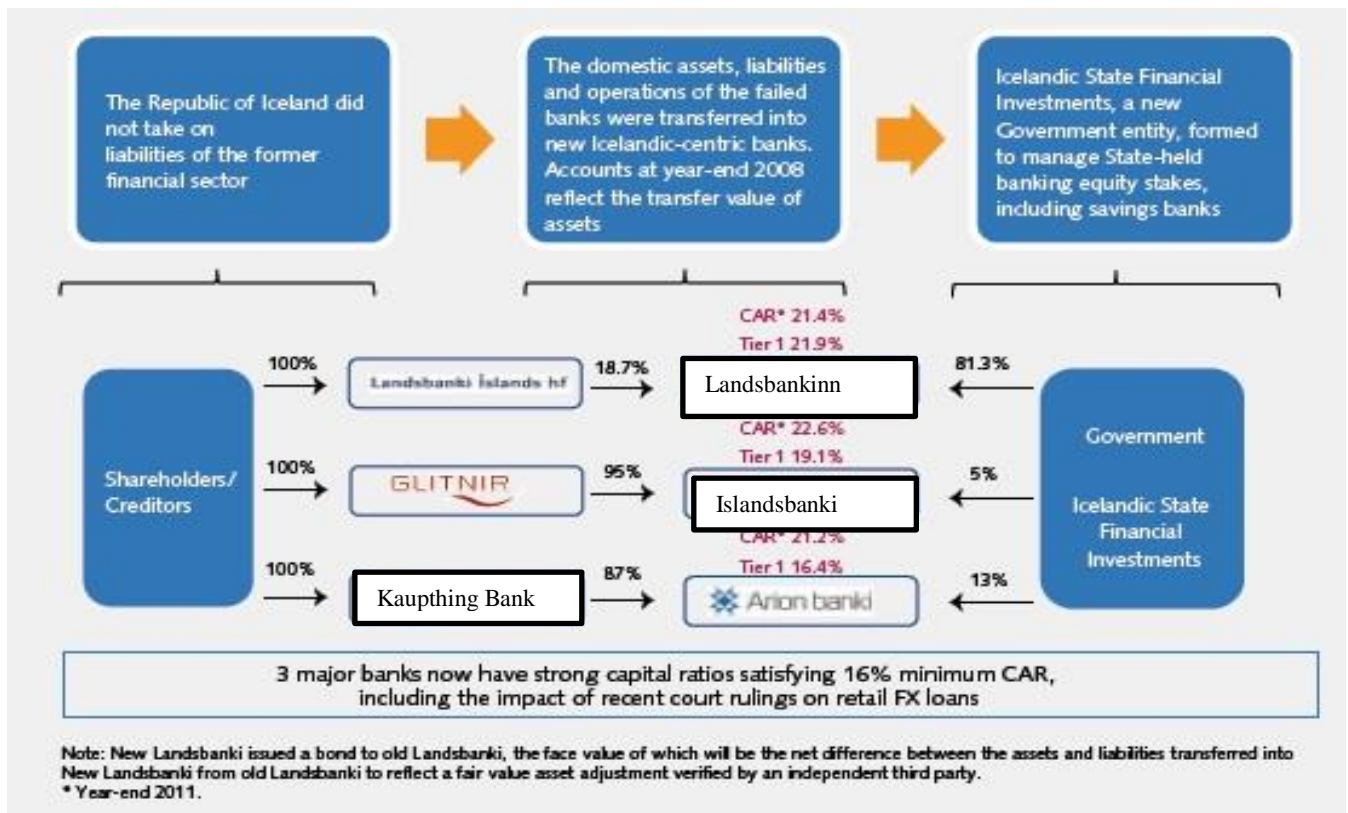 The Republic of Iceland did
not take on
liabilities of the former
financial sector
The domestic assets, liabilities
and operations of the failed
banks were transferred into
new Icelandic-centric banks.
Accounts at year-end 2008
reflect the transfer value of
assets
Icelandic State Financial
Investments, a new
Government entity, formed
to manage State-held
banking equity stakes,
including savings banks
Shareholders/
Creditors
100%
Landsbanki Íslands hf
18.7%
CAR* 21.4%
Tier 1 21.9%
Landsbankinn
81.3%
100%
GLITNIR
95%
CAR* 22.6%
Tier 1 19.1%
Islandsbanki
5%
100%
Kaupthing Bank
87%
CAR* 21.2%
Tier 1 16.4%
Arion banki
13%
Government
Icelandic State
Financial
Investments
3 major banks now have strong capital ratios satisfying 16% minimum CAR,
including the impact of recent court rulings on retail FX loans
Note: New Landsbanki issued a bond to old Landsbanki, the face value of which will be the net difference between the assets and liabilities transferred into
New Landsbanki from old Landsbanki to reflect a fair value asset adjustment verified by an independent third party.
* Year-end 2011.